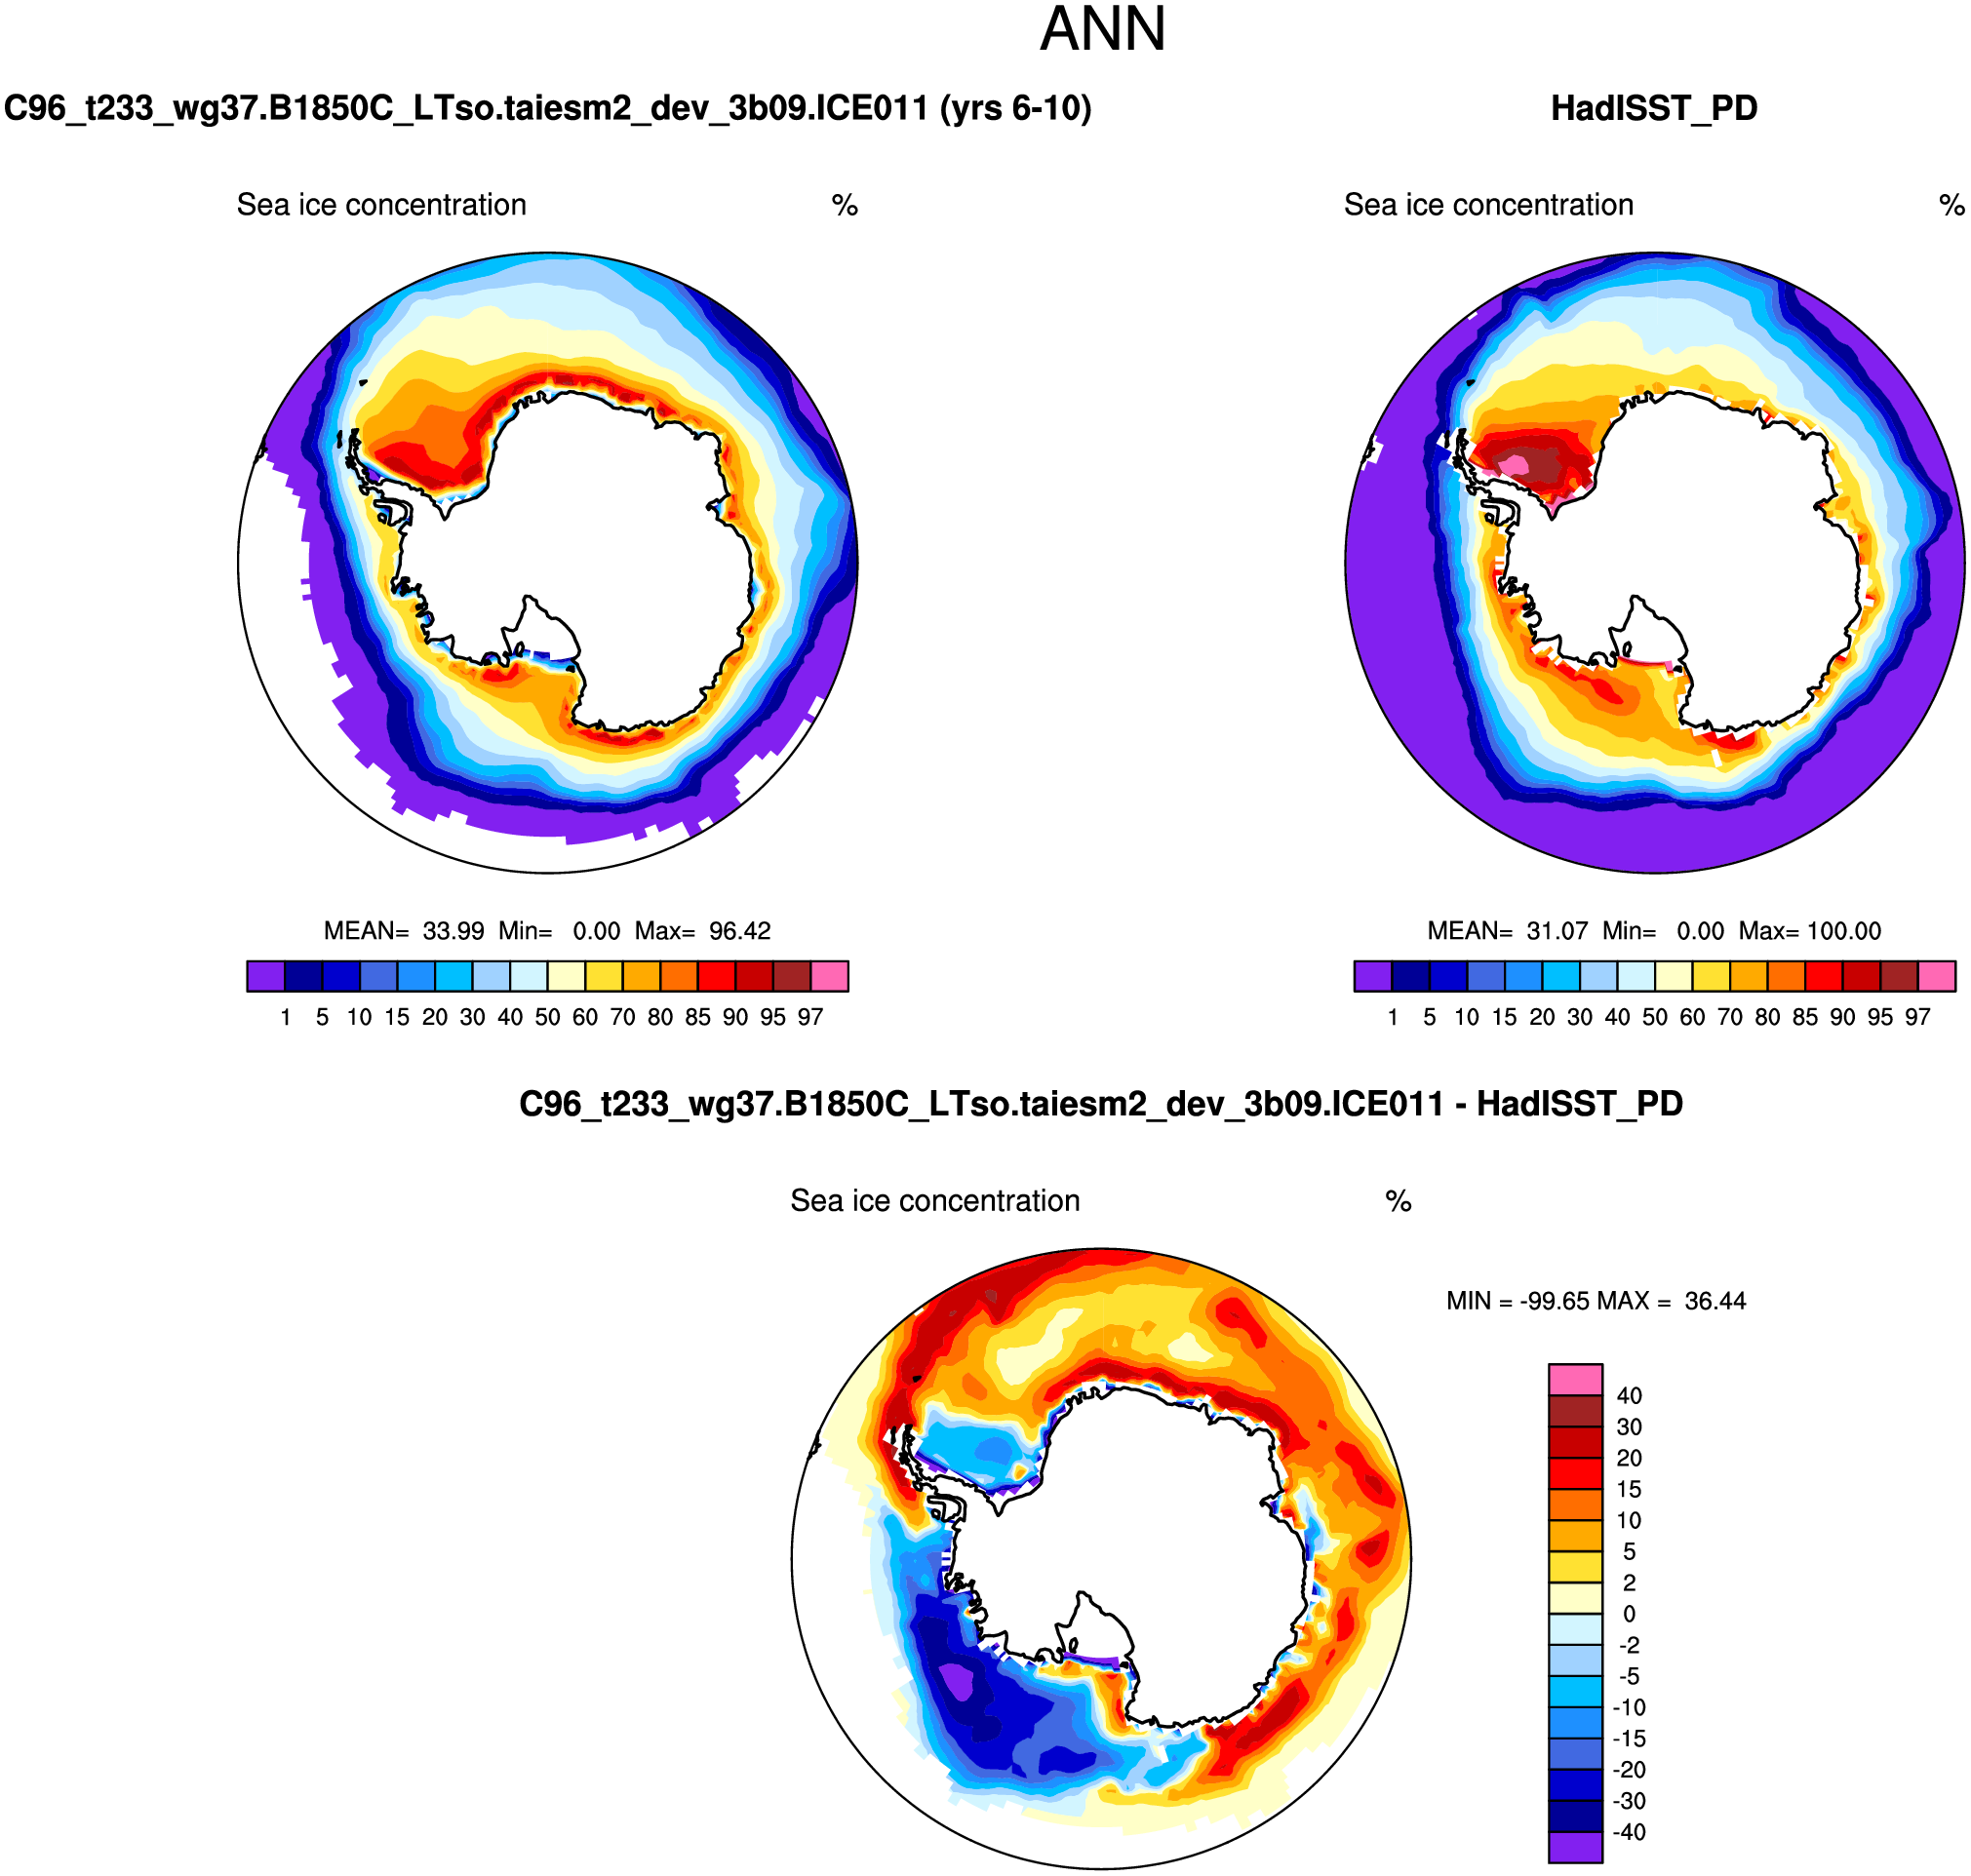 ANN
C96_t233_wg37.B1850C_LTso.taiesm2_dev_3b09.ICE011 (yrs 6-10)
HadISST_PD
Sea ice concentration %
Sea ice concentration %
MEAN= 33.99 Min= 0.00 Max= 96.42
MEAN= 31.07 Min= 0.00 Max= 100.00
1 5 10 15 20 30 40 50 60 70 80 85 90 95 97
1 5 10 15 20 30 40 50 60 70 80 85 90 95 97
C96_t233_wg37.B1850C_LTso.taiesm2_dev_3b09.ICE011 - HadISST_PD
Sea ice concentration %
MIN = -99.65 MAX = 36.44
40
30
20
15
10
5
2
0
-2
-5
-10
-15
-20
-30
-40